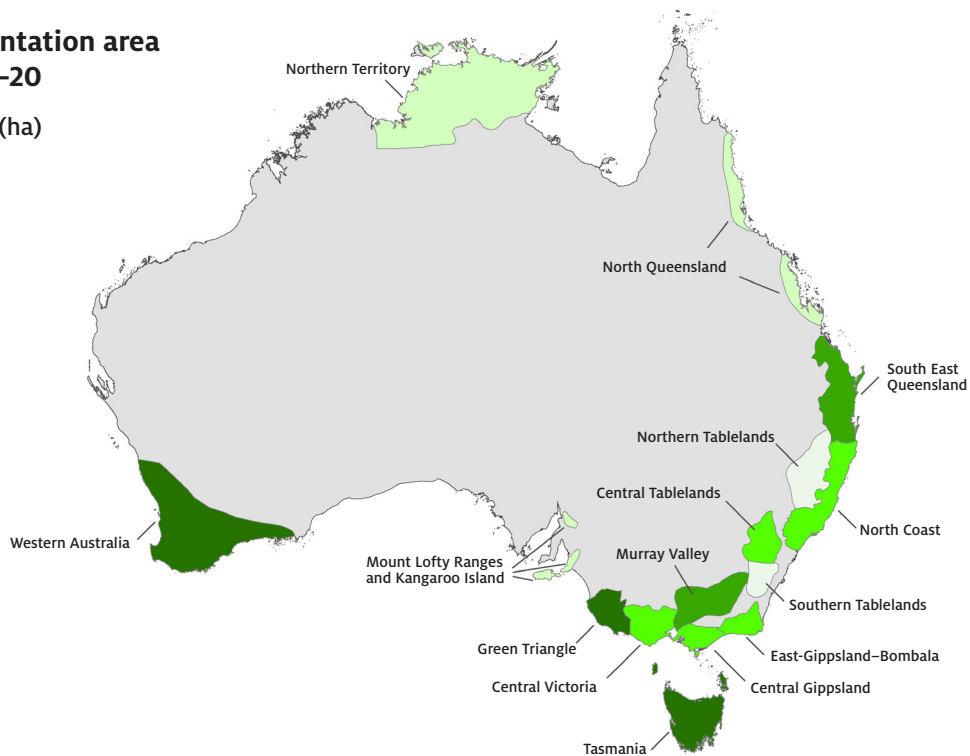 ntation area
–20
(ha)
Northern Territory
North Queensland
South East
Queensland
Northern Tablelands
Central Tablelands
North Coast
Western Australia
Mount Lofty Ranges
and Kangaroo Island
Murray Valley
Southern Tablelands
Green Triangle
East-Gippsland–Bombala
Central Victoria
Central Gippsland
Tasmania